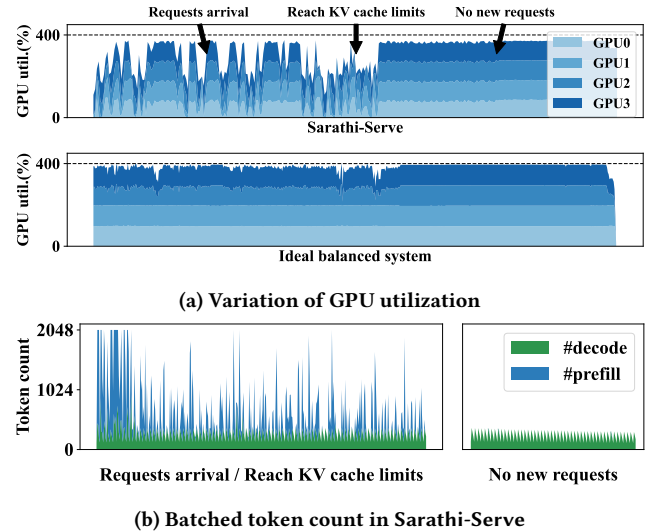 Requests arrival Reach KV cache limits No new requests
GPU util.(%)
400
0
GPU0
GPU1
GPU2
GPU3
Sarathi-Serve
GPU util.(%)
400
0
Ideal balanced system
(a) Variation of GPU utilization
Token count
2048
1024
0
#decode
#prefill
Requests arrival / Reach KV cache limits
No new requests
(b) Batched token count in Sarathi-Serve